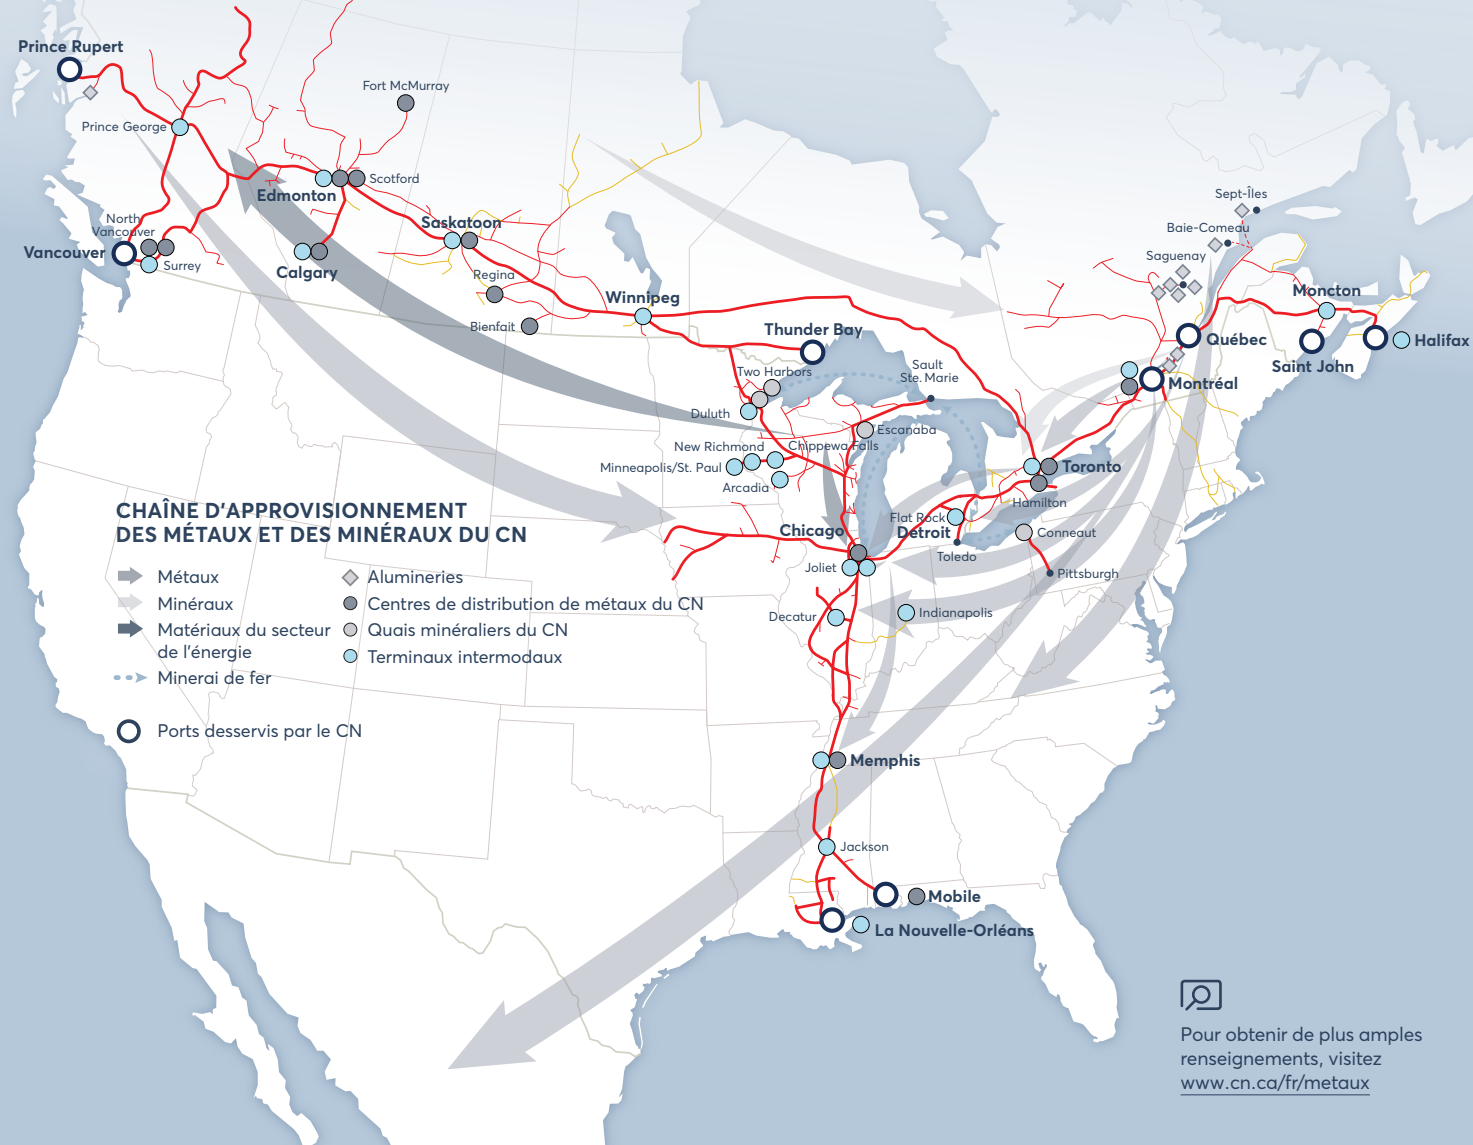 Prince Rupert
Fort McMurray
Prince George
Scotford
Edmonton
Sept-Îles
Baie-Comeau
North
Vancouver
Saskatoon
Vancouver
Surrey
Calgary
Regina
Saguenay
Winnipeg
Moncton
Bienfait
Thunder Bay
Québec
Halifax
Saint John
Sault
Ste. Marie
Two Harbors
Montréal
Duluth
Escanaba
New Richmond
Chippewa Falls
Minneapolis/St. Paul
Toronto
Arcadia
Hamilton
Flat Rock
Chicago
Detroit
Conneaut
Toledo
Joliet
Pittsburgh
Decatur
Indianapolis
CHAÎNE D'APPROVISIONNEMENT
DES MÉTAUX ET DES MINÉRAUX DU CN
Métaux
Minéraux
Matériaux du secteur
de l'énergie
Minerai de fer
Alumineries
Centres de distribution de métaux du CN
Quais minéraliers du CN
Terminaux intermodaux
Ports desservis par le CN
Memphis
Jackson
Mobile
La Nouvelle-Orléans
Pour obtenir de plus amples
renseignements, visitez
www.cn.ca/fr/metaux